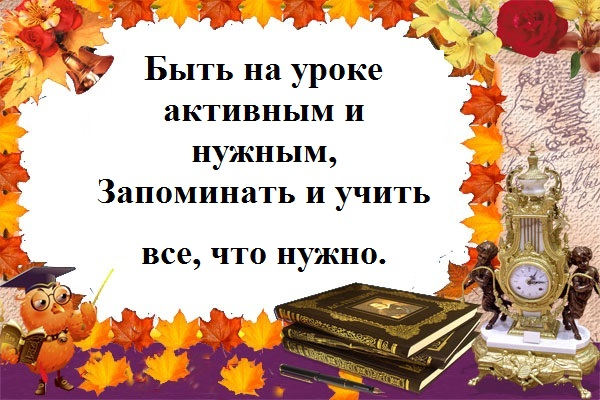 Быть на уроке
активным и
нужным,
Запоминать и учить
все, что нужно.